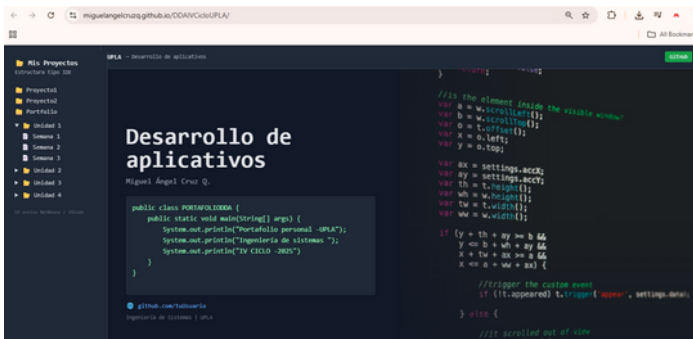 miguelangelcruzq.github.io/DDAIVCicloUPLA/
All Bookmar
Mis Proyectos
Estructura tipo IDE
Proyecto1
Proyecto2
Portfolio
Unidad 1
Semana 1
Semana 2
Semana 3
Unidad 2
Unidad 3
Unidad 4
UPLA - Desarrollo de aplicativos
GitHub
Desarrollo de
aplicativos
Miguel Ángel Cruz Q.
public class PORTAFOLIODDA {
public static void main(String[] args) {
System.out.println("Portafolio personal -UPLA");
System.out.println("Ingeniería de sistemas ");
System.out.println("IV CICLO -2025")
}
}
github.com/TuUsuario
Ingeniería de Sistemas | UPLA
}
//is the element inside the visible window?
var a = w.scrollLeft();
var b = w.scrollTop();
var o = t.offset();
var x = o.left;
var y = o.top;
var ax = settings.accX;
var ay = settings.accY;
var th = t.height();
var wh = w.height();
var tw = t.width();
var ww = w.width();
if (y + th + ay >= b &&
y <= b + wh + ay &&
x + tw + ax >= a &&
x <= a + ww + ax) {
//trigger the custom event
if (!t.appeared) t.trigger('appear', settings.data);
} else {
//it scrolled out of view